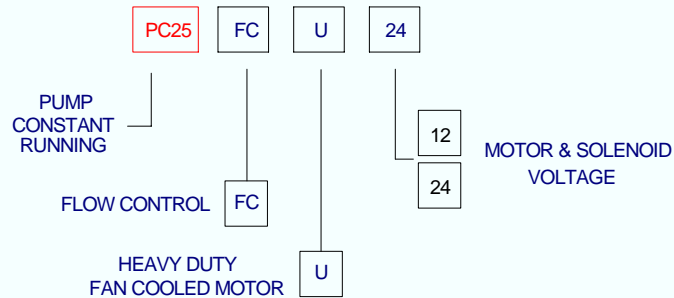 PC25 FC U 24
PUMP
CONSTANT
RUNNING
12
24
MOTOR & SOLENOID
VOLTAGE
FLOW CONTROL FC
HEAVY DUTY
FAN COOLED MOTOR U